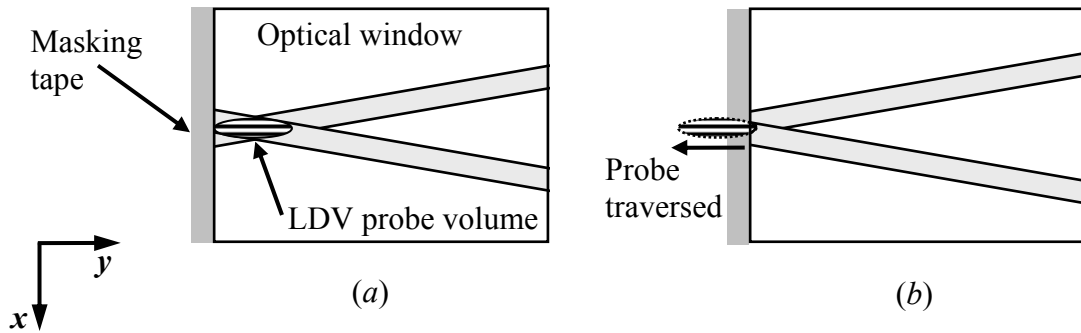 Masking
tape
Optical window
LDV probe volume
y
x
(a)
Probe
traversed
(b)